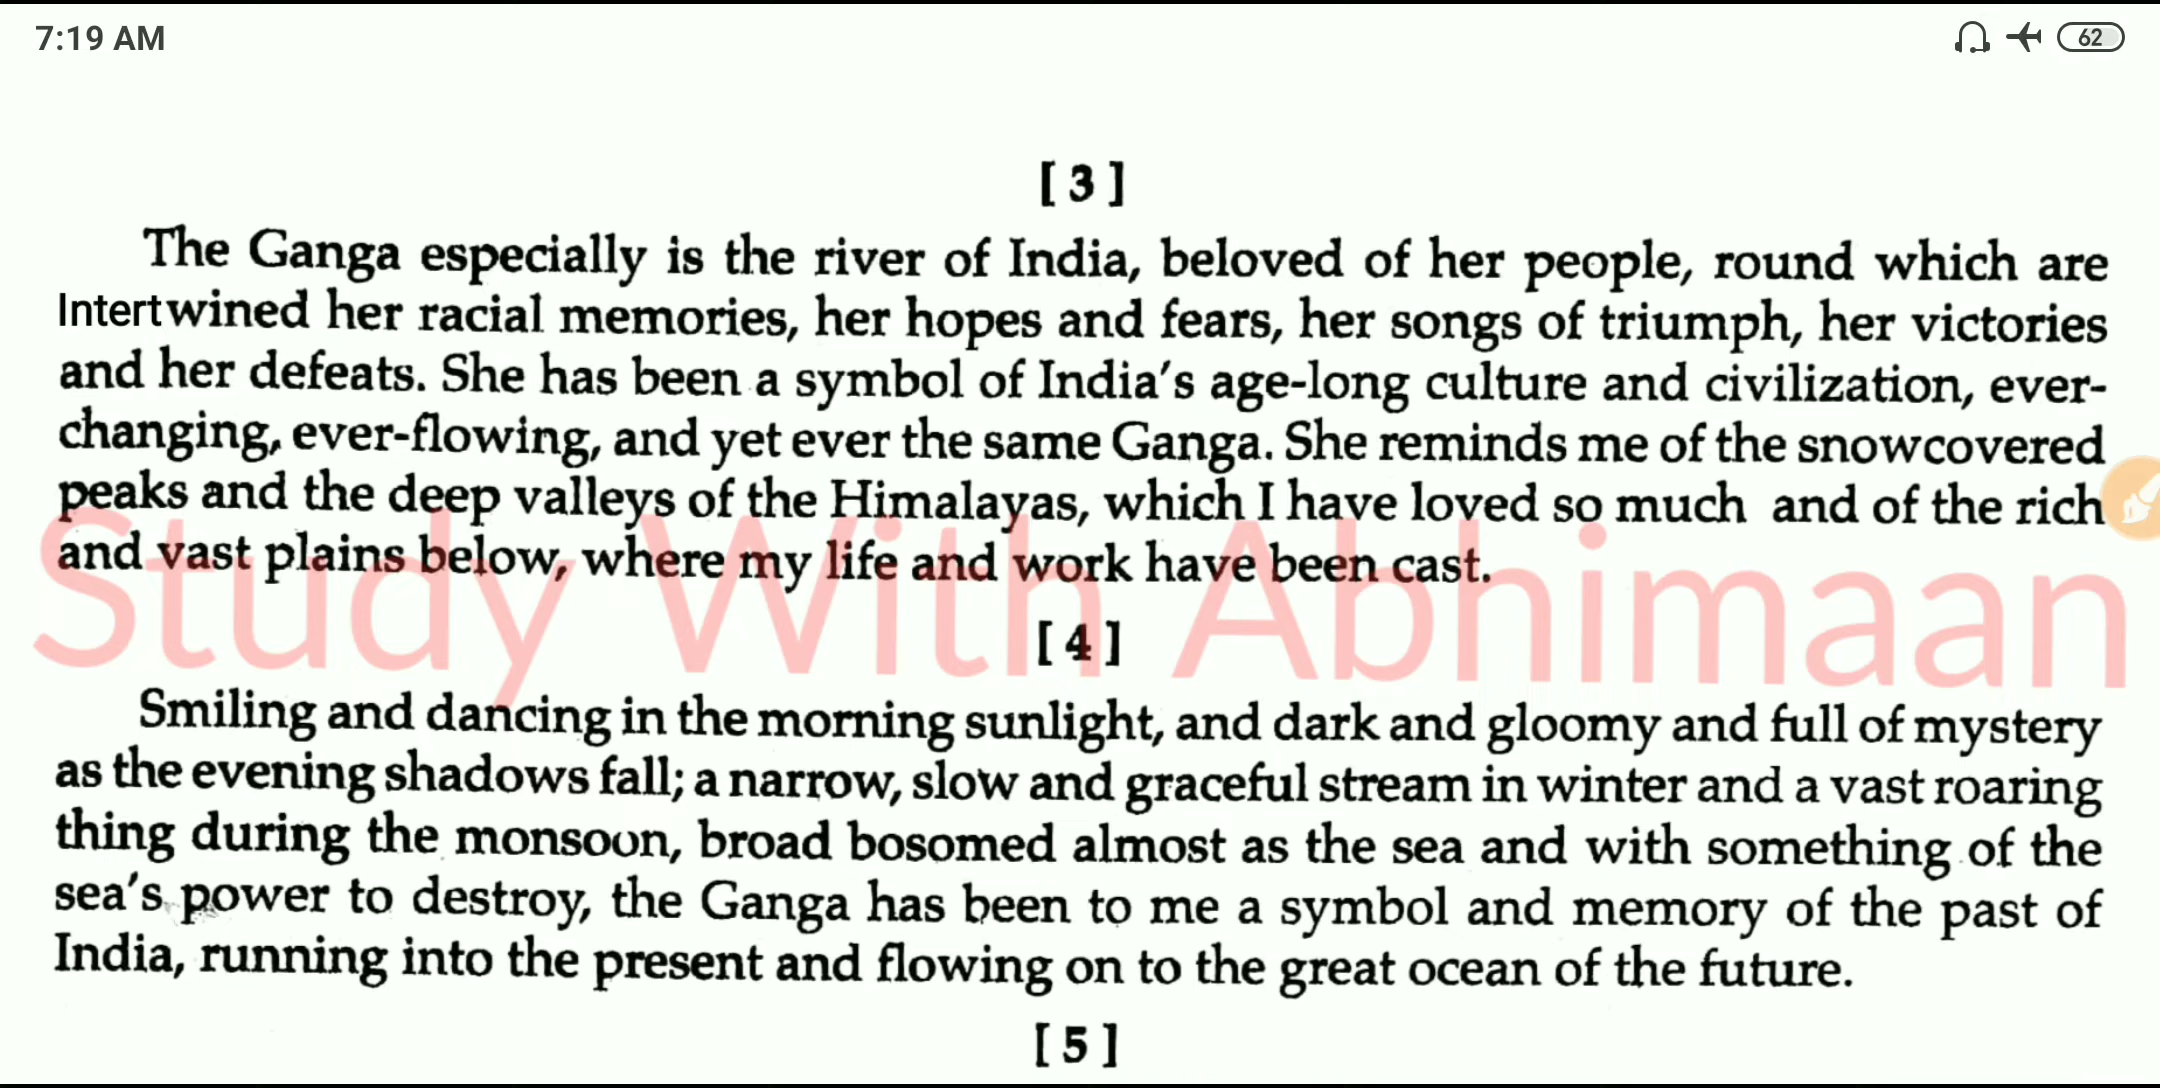 7:19 AM
62
[ 3 ]
The Ganga especially is the river of India, beloved of her people, round which are
Intertwined her racial memories, her hopes and fears, her songs of triumph, her victories
and her defeats. She has been a symbol of India's age-long culture and civilization, ever-
changing, ever-flowing, and yet ever the same Ganga. She reminds me of the snowcovered
peaks and the deep valleys of the Himalayas, which I have loved so much and of the rich
and vast plains below, where my life and work have been cast.
Study With Abhimaan
[ 4 ]
Smiling and dancing in the morning sunlight, and dark and gloomy and full of mystery
as the evening shadows fall; a narrow, slow and graceful stream in winter and a vast roaring
thing during the monsoon, broad bosomed almost as the sea and with something of the
sea's power to destroy, the Ganga has been to me a symbol and memory of the past of
India, running into the present and flowing on to the great ocean of the future.
[ 5 ]